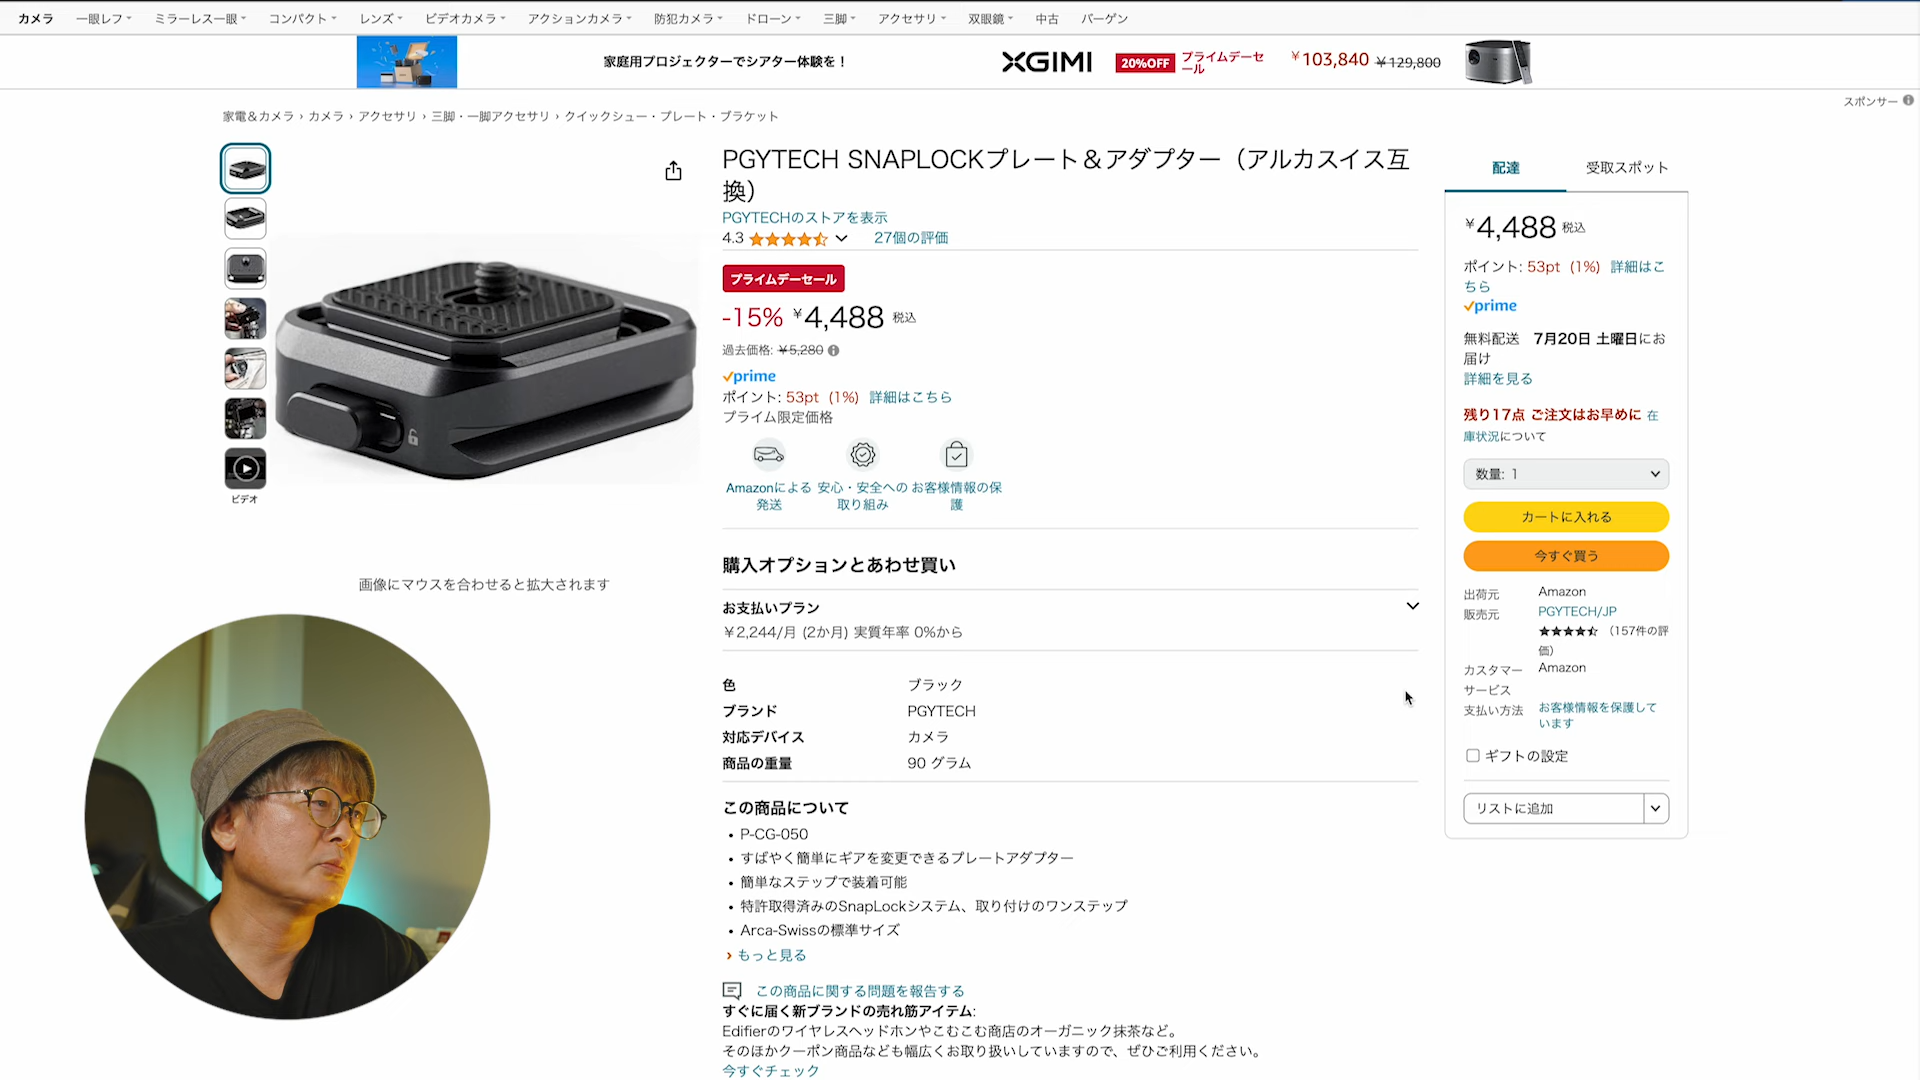 カメラ 一眼レフ ミラーレス一眼 コンパクト レンズ ビデオカメラ アクションカメラ 防犯カメラ ドローン 三脚 アクセサリ 双眼鏡 中古 バーゲン
家庭用プロジェクターでシアター体験を！ XGIMI 20%OFF プライムデーセール ¥103,840 ¥129,800
スポンサー
家電＆カメラ › カメラ › アクセサリ › 三脚・一脚アクセサリ › クイックシュー・プレート・ブラケット
ビデオ
画像にマウスを合わせると拡大されます
PGYTECH SNAPLOCKプレート＆アダプター（アルカスイス互
換）
PGYTECHのストアを表示
4.3 27個の評価
プライムデーセール
-15% ¥4,488 税込
過去価格: ¥5,280
prime
ポイント: 53pt (1%) 詳細はこちら
プライム限定価格
Amazonによる
発送
安心・安全への
取り組み
お客様情報の保
護
購入オプションとあわせ買い
お支払いプラン
¥2,244/月 (2か月) 実質年率 0%から
色 ブラック
ブランド PGYTECH
対応デバイス カメラ
商品の重量 90 グラム
この商品について
• P-CG-050
• すばやく簡単にギアを変更できるプレートアダプター
• 簡単なステップで装着可能
• 特許取得済みのSnapLockシステム、取り付けのワンステップ
• Arca-Swissの標準サイズ
› もっと見る
この商品に関する問題を報告する
すぐに届く新ブランドの売れ筋アイテム:
Edifierのワイヤレスヘッドホンやこむこむ商店のオーガニック抹茶など。
そのほかクーポン商品なども幅広くお取り扱いしていますので、ぜひご利用ください。
今すぐチェック
配達 受取スポット
¥4,488 税込
ポイント: 53pt (1%) 詳細はこ
ちら
prime
無料配送 7月20日 土曜日にお
届け
詳細を見る
残り17点 ご注文はお早めに 在
庫状況について
数量: 1
カートに入れる
今すぐ買う
出荷元 Amazon
販売元 PGYTECH/JP
★★★★ （157件の評
価）
カスタマー
サービス
Amazon
支払い方法
お客様情報を保護して
います
ギフトの設定
リストに追加